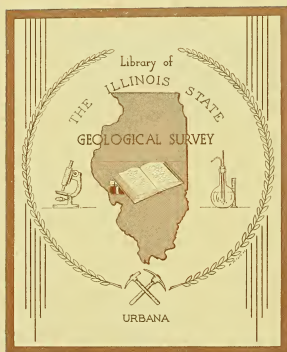 Library of
THE ILLINOIS STATE
GEOLOGICAL SURVEY
URBANA